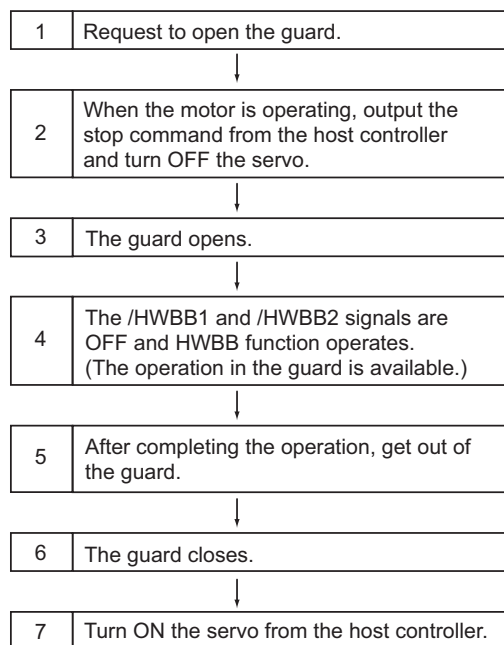 1 Request to open the guard.
2 When the motor is operating, output the
stop command from the host controller
and turn OFF the servo.
3 The guard opens.
4 The /HWBB1 and /HWBB2 signals are
OFF and HWBB function operates.
(The operation in the guard is available.)
5 After completing the operation, get out of
the guard.
6 The guard closes.
7 Turn ON the servo from the host controller.